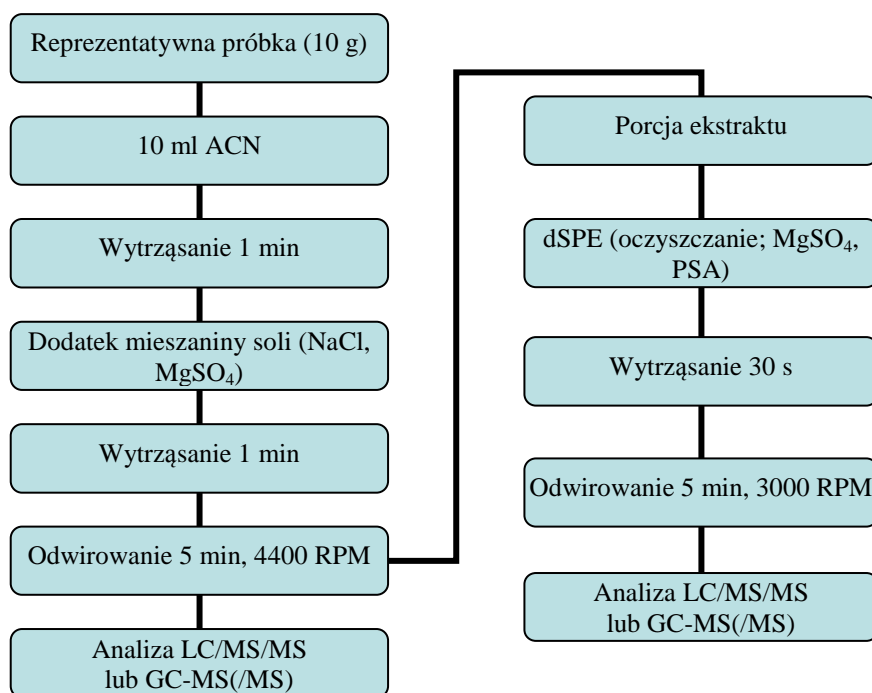 Reprezentatywna próbka (10 g)
10 ml ACN
Wytrząsanie 1 min
Dodatek mieszaniny soli (NaCl,
MgSO₄)
Wytrząsanie 1 min
Odwirowanie 5 min, 4400 RPM
Analiza LC/MS/MS
lub GC-MS(/MS)
Porcja ekstraktu
dSPE (oczyszczanie; MgSO₄,
PSA)
Wytrząsanie 30 s
Odwirowanie 5 min, 3000 RPM
Analiza LC/MS/MS
lub GC-MS(/MS)